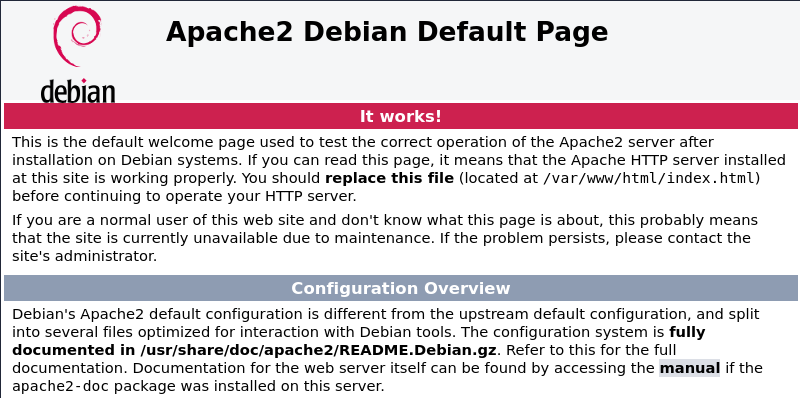 debian
Apache2 Debian Default Page
It works!
This is the default welcome page used to test the correct operation of the Apache2 server after
installation on Debian systems. If you can read this page, it means that the Apache HTTP server installed
at this site is working properly. You should replace this file (located at /var/www/html/index.html)
before continuing to operate your HTTP server.
If you are a normal user of this web site and don't know what this page is about, this probably means
that the site is currently unavailable due to maintenance. If the problem persists, please contact the
site's administrator.
Configuration Overview
Debian's Apache2 default configuration is different from the upstream default configuration, and split
into several files optimized for interaction with Debian tools. The configuration system is fully
documented in /usr/share/doc/apache2/README.Debian.gz. Refer to this for the full
documentation. Documentation for the web server itself can be found by accessing the manual if the
apache2-doc package was installed on this server.